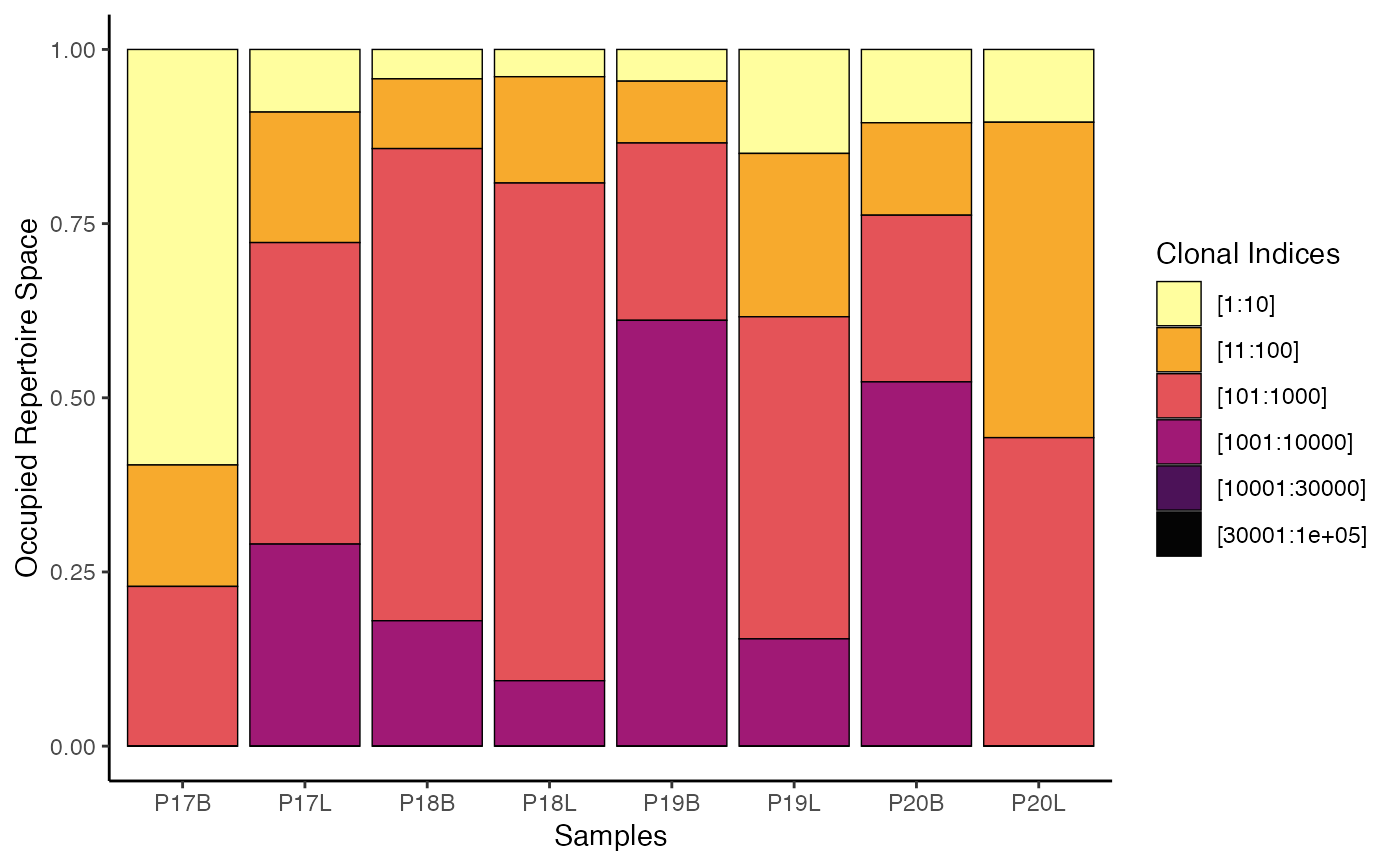 Occupied Repertoire Space
1.00
0.75
0.50
0.25
0.00
P17B P17L P18B P18L P19B P19L P20B P20L
Samples
Clonal Indices
[1:10]
[11:100]
[101:1000]
[1001:10000]
[10001:30000]
[30001:1e+05]